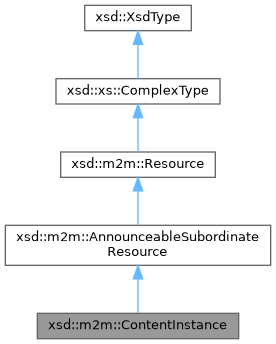 xsd::XsdType
xsd::xs::ComplexType
xsd::m2m::Resource
xsd::m2m::AnnounceableSubordinate
Resource
xsd::m2m::ContentInstance